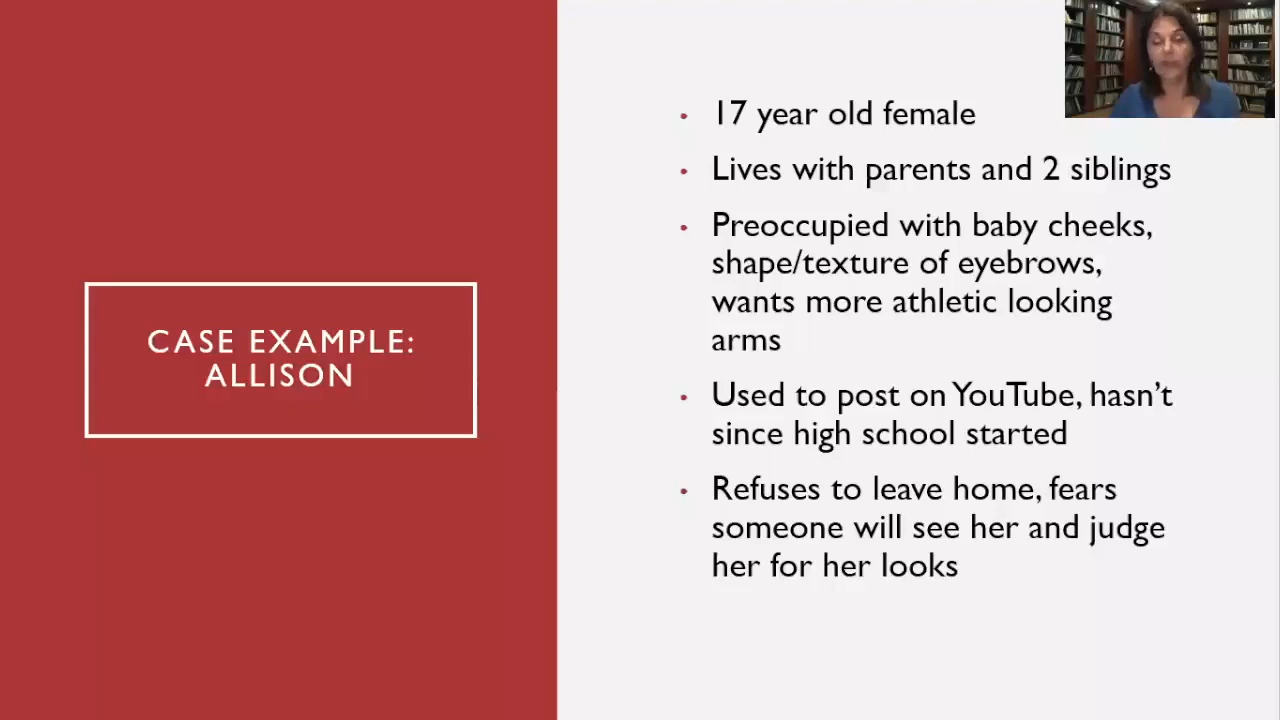 CASE EXAMPLE:
ALLISON
• 17 year old female
• Lives with parents and 2 siblings
• Preoccupied with baby cheeks,
shape/texture of eyebrows,
wants more athletic looking
arms
• Used to post on YouTube, hasn't
since high school started
• Refuses to leave home, fears
someone will see her and judge
her for her looks